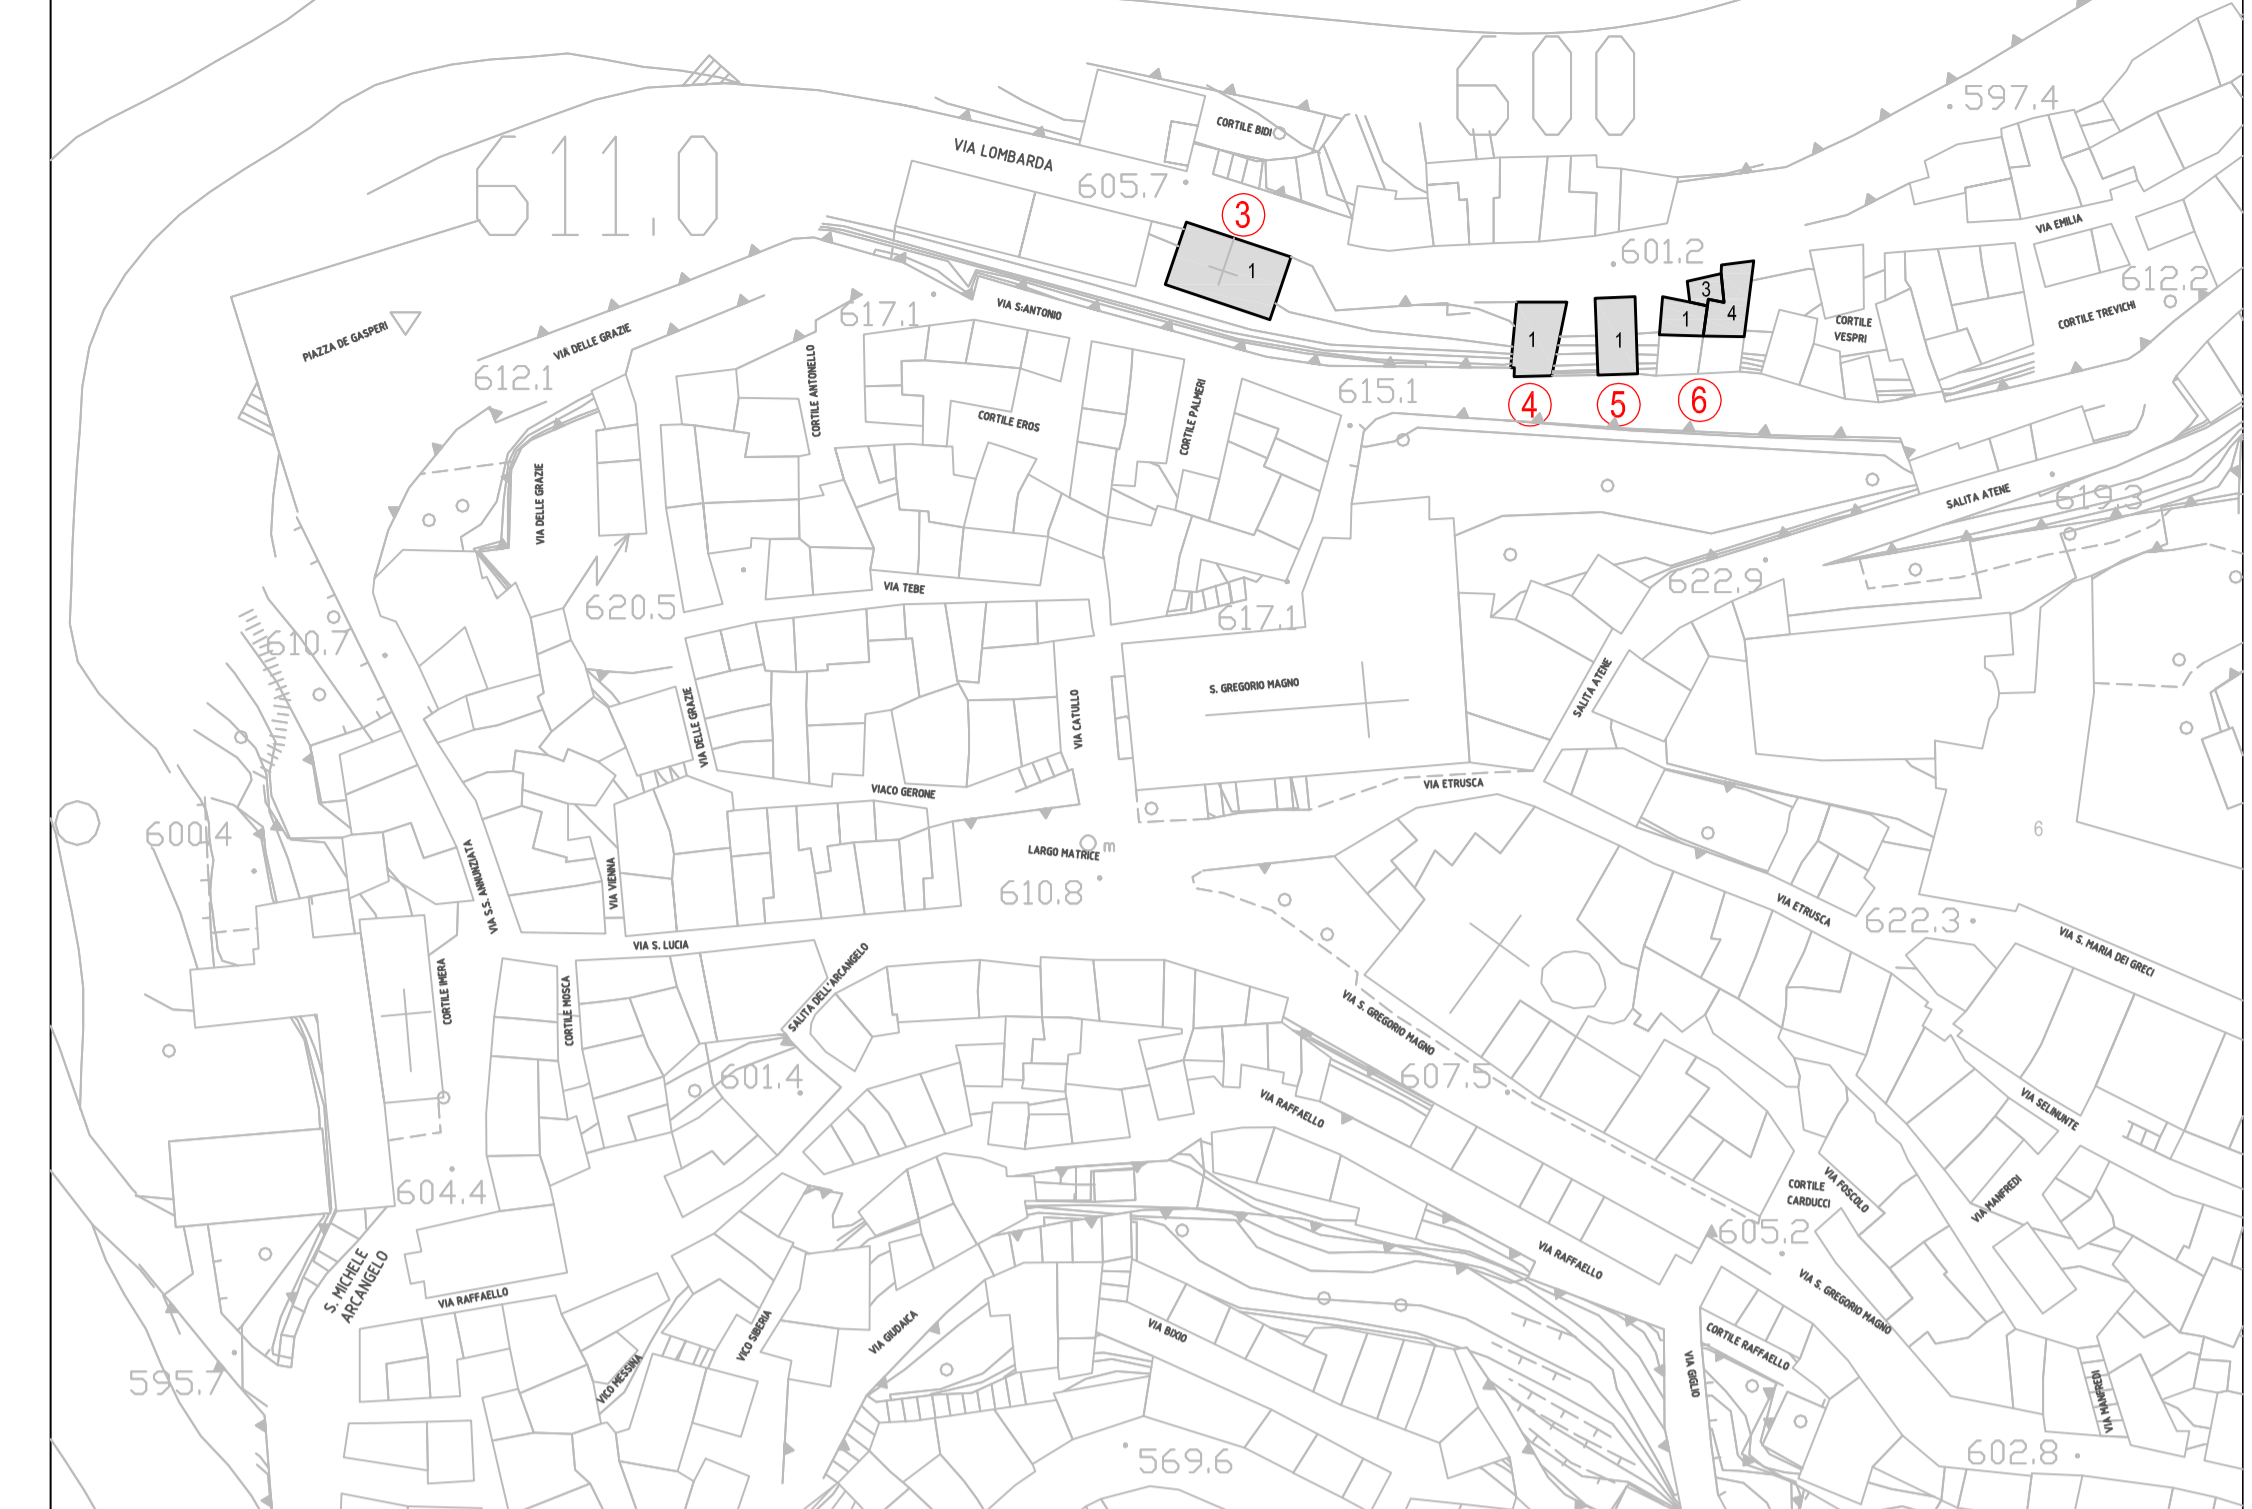 600
597.4
CORTILE BIDI
VIA LOMBARDA
611.0
605.7
3
1
601.2
VIA EMILIA
612.2
CORTILE TREVICHI
3
1
4
1
1
CORTILE
VESPRI
VIA S:ANTONIO
617.1
PIAZZA DE GASPERI
VIA DELLE GRAZIE
612.1
615.1
4
5
6
CORTILE ANTONELLO
CORTILE EROS
CORTILE PALMERI
VIA DELLE GRAZIE
SALITA ATENE
619.3
VIA TEBE
622.9
620.5
617.1
610.7
S. GREGORIO MAGNO
SALITA ATENE
VIA DELLE GRAZIE
VIA CATULLO
VIACO GERONE
VIA ETRUSCA
600.4
6
LARGO MATRICE
m
VIA S.S. ANNUNZIATA
VIA VIENNA
610.8
VIA ETRUSCA
622.3
VIA S. LUCIA
VIA S. MARIA DEI GRECI
CORTILE IMERA
CORTILE MOSCA
SALITA DELL'ARCANGELO
VIA S. GREGORIO MAGNO
601.4
607.5
VIA RAFFAELLO
VIA SELINUNTE
604.4
CORTILE
CARDUCCI
VIA FOSCOLO
VIA MANFREDI
605.2
S. MICHELE
ARCANGELO
VIA RAFFAELLO
VIA RAFFAELLO
VIA S. GREGORIO MAGNO
VICO SIBERIA
VIA GIUDAICA
VIA BIXIO
CORTILE RAFFAELLO
595.7
VICO MESSINA
VIA GIGLIO
VIA MANFREDI
569.6
602.8